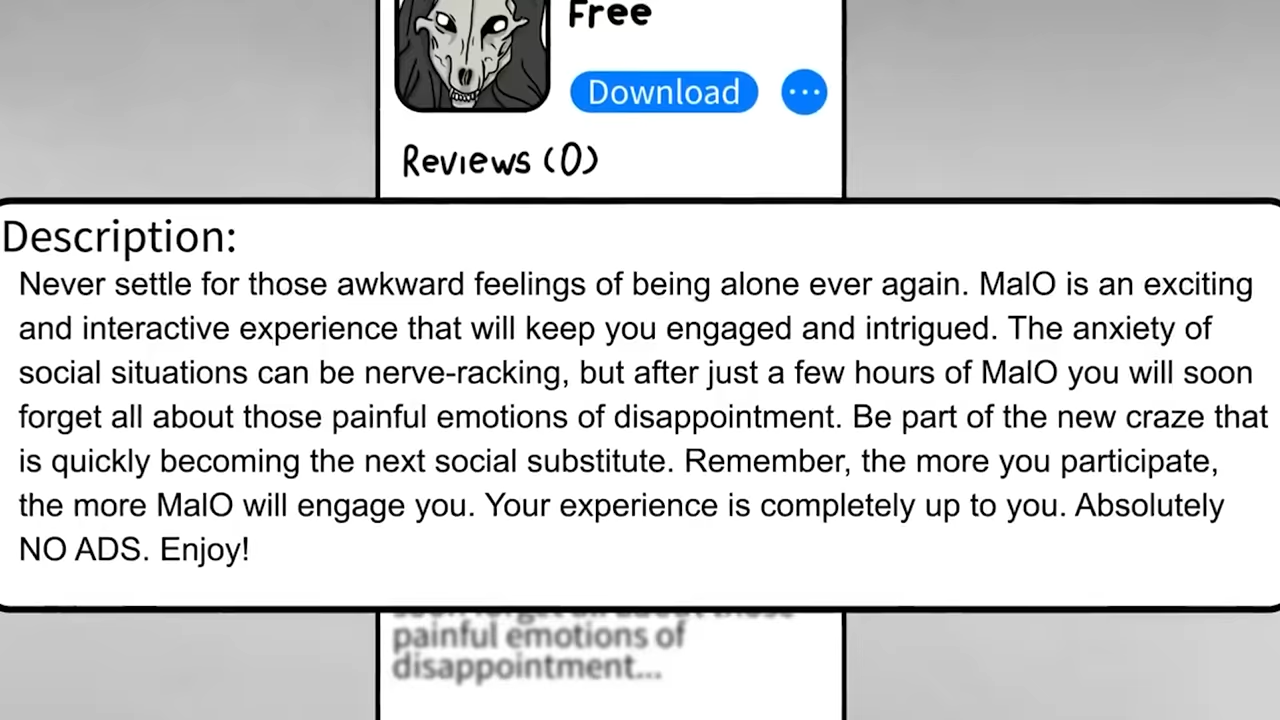 Free
Download
Reviews (0)
Description:
Never settle for those awkward feelings of being alone ever again. MalO is an exciting
and interactive experience that will keep you engaged and intrigued. The anxiety of
social situations can be nerve-racking, but after just a few hours of MalO you will soon
forget all about those painful emotions of disappointment. Be part of the new craze that
is quickly becoming the next social substitute. Remember, the more you participate,
the more MalO will engage you. Your experience is completely up to you. Absolutely
NO ADS. Enjoy!
soon forget all about those
painful emotions of
disappointment...